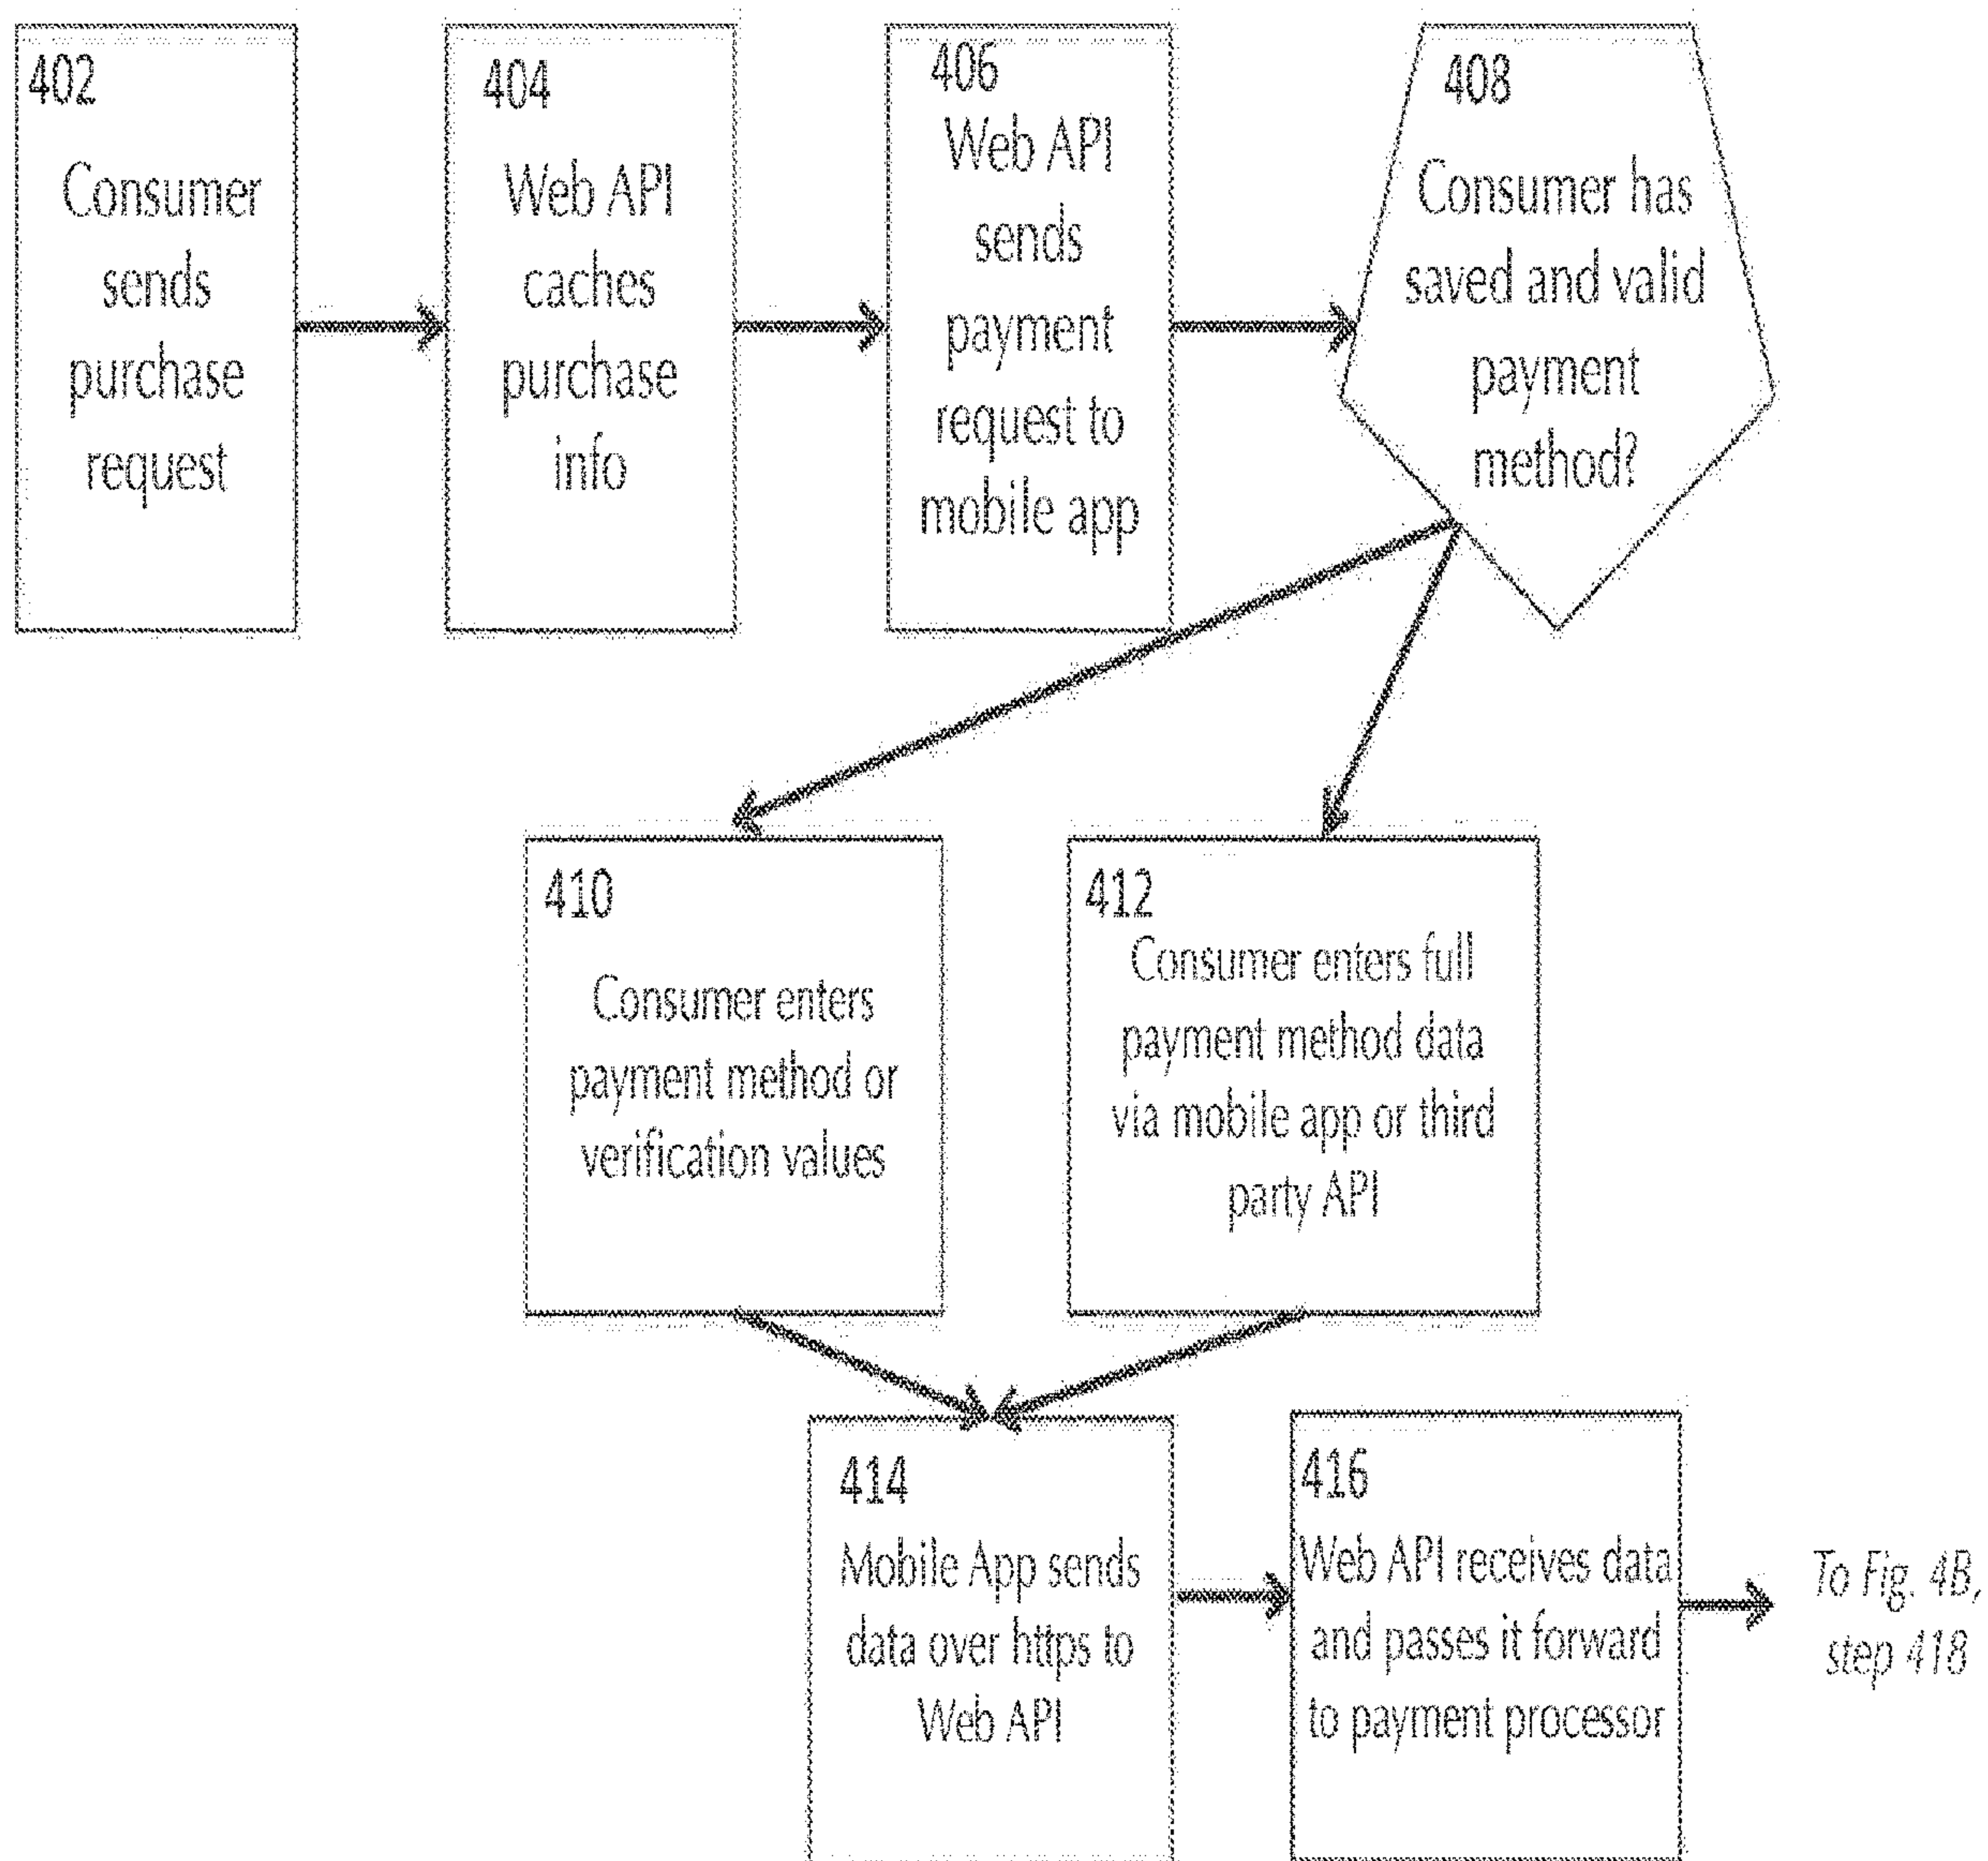 402
Consumer
sends
purchase
request
404
Web API
caches
purchase
info
406
Web API
sends
payment
request to
mobile app
408
Consumer has
saved and valid
payment
method?
410
Consumer enters
payment method or
verification values
412
Consumer enters full
payment method data
via mobile app or third
party API
414
Mobile App sends
data over https to
Web API
416
Web API receives data
and passes it forward
to payment processor
To Fig. 4B,
step 418